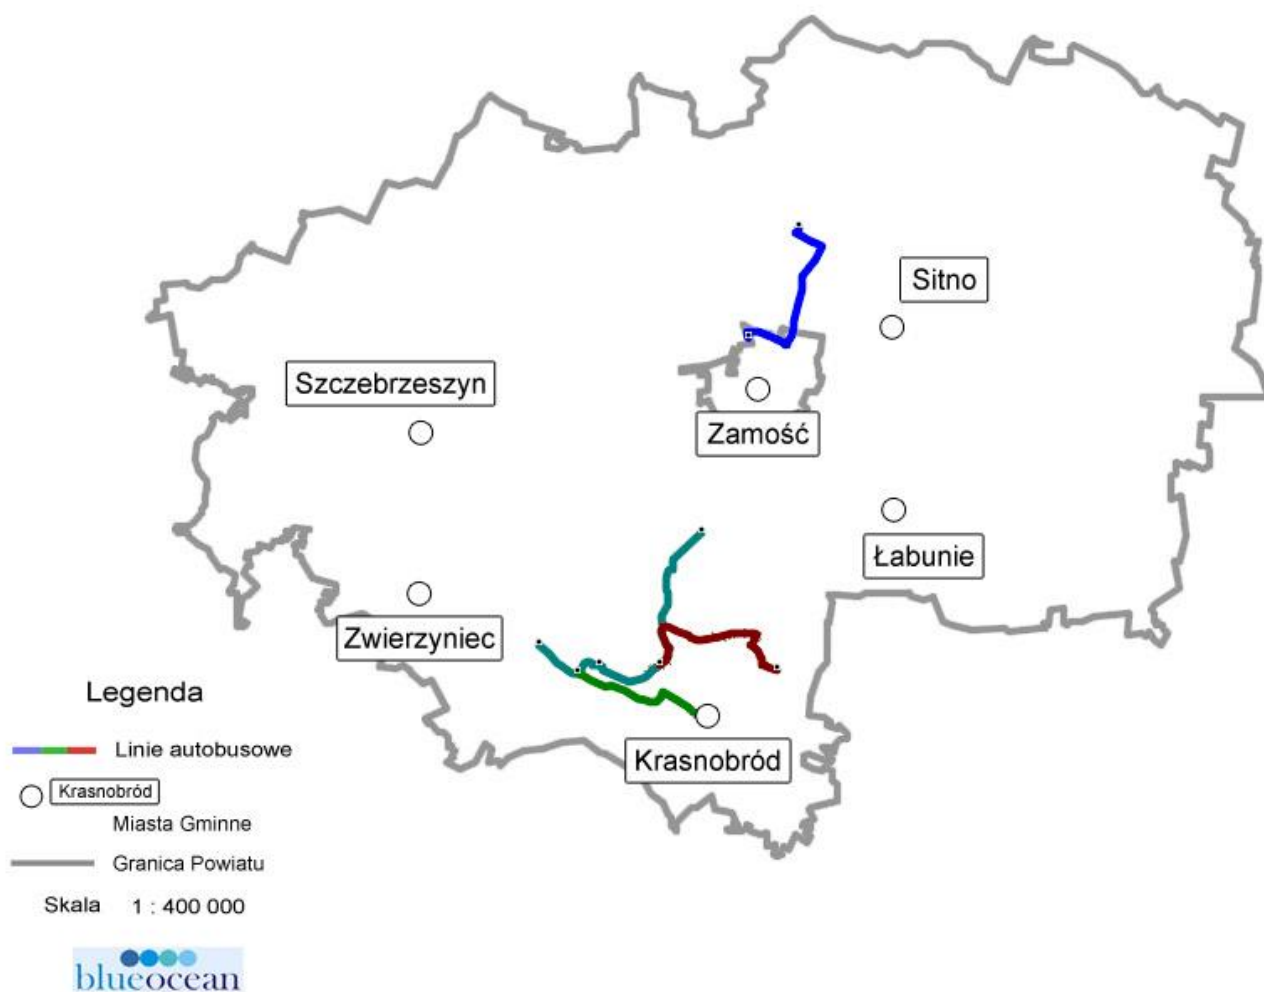 Sitno
Szczebrzeszyn
Zamość
Łabunie
Zwierzyniec
Krasnobród
Legenda
Linie autobusowe
Krasnobród
Miasta Gminne
Granica Powiatu
Skala 1 : 400 000
blueocean